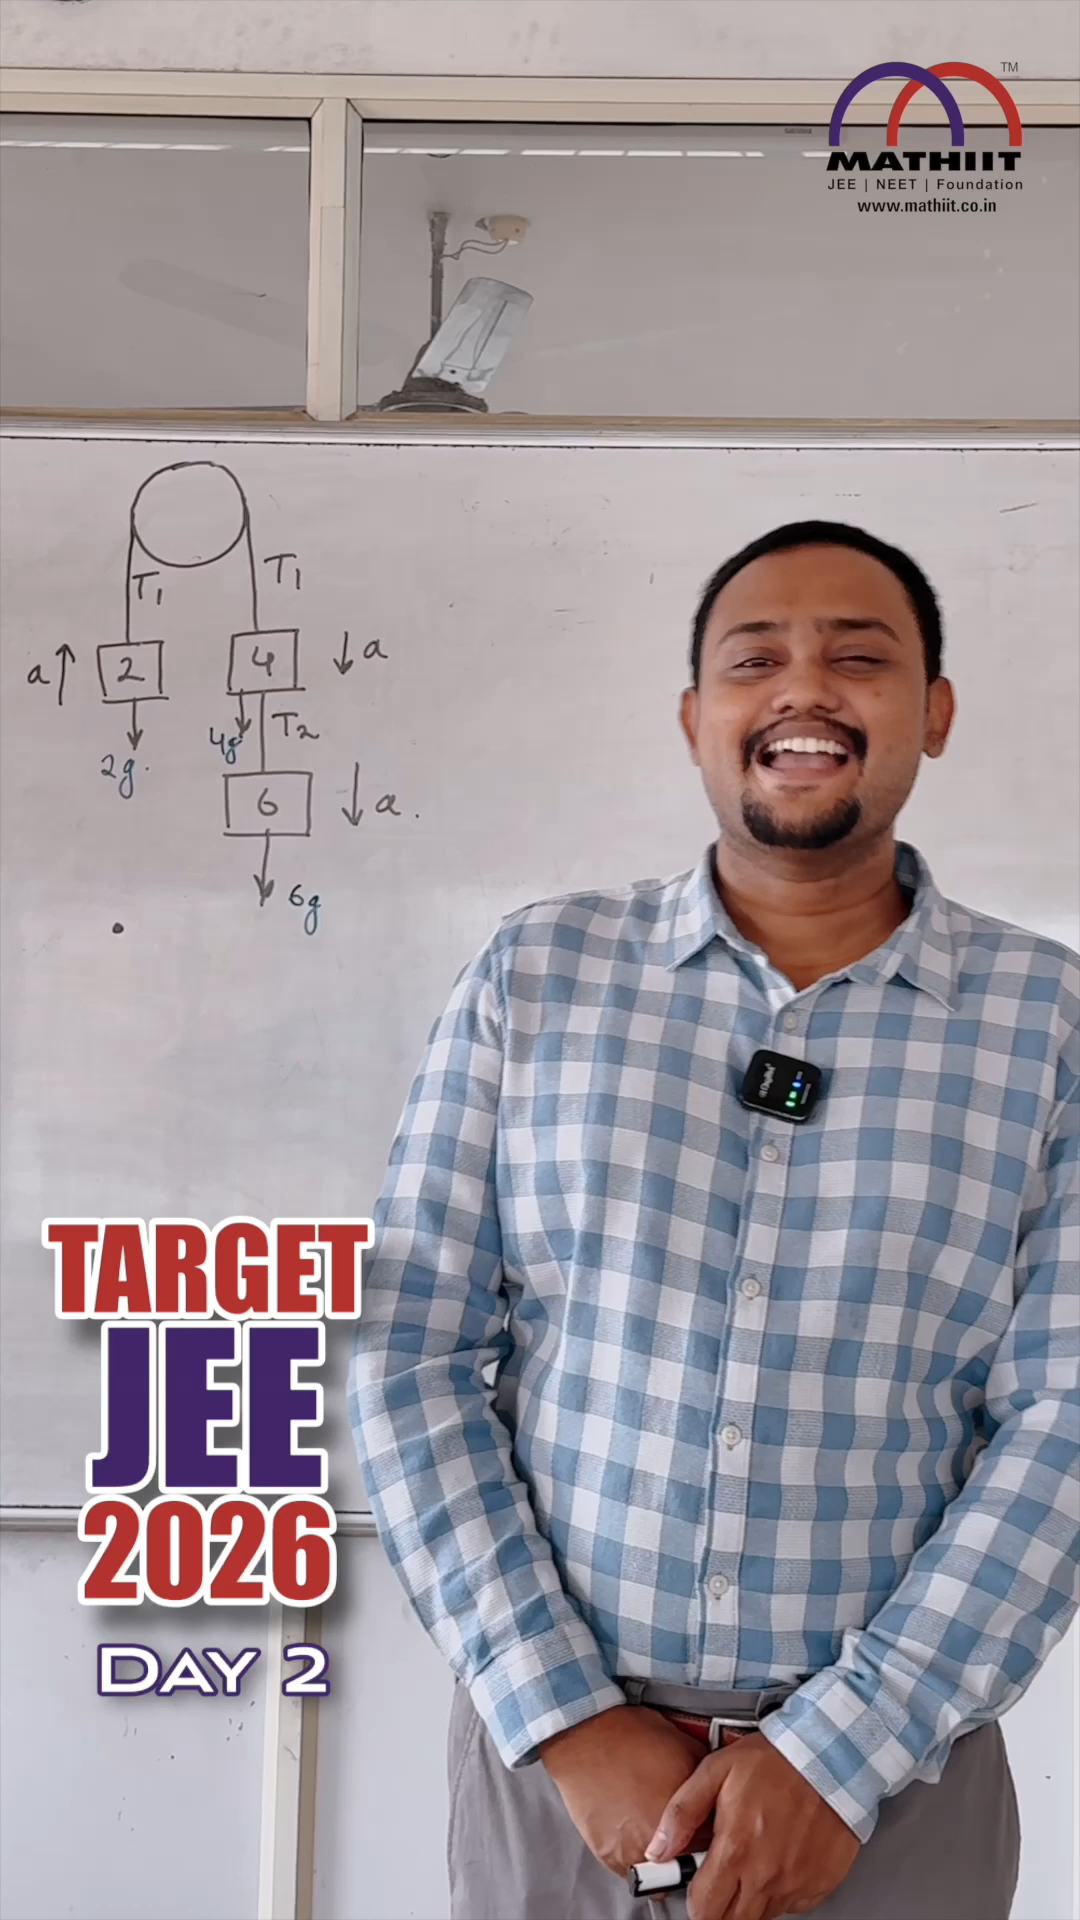 TM
MATHIIT
JEE | NEET | Foundation
www.mathiit.co.in
T1 T1
a 2 4 a
2g. 4g T2
6 a.
6g
TARGET
JEE
2026
DAY 2